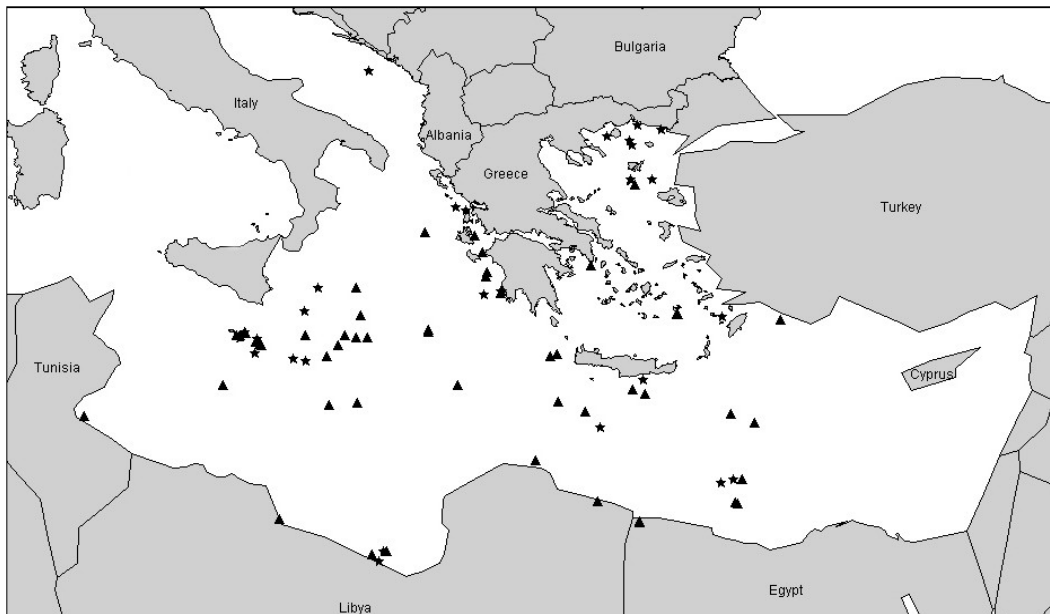 Bulgaria
Italy
Albania
Greece
Turkey
Tunisia
Cyprus
Egypt
Libya